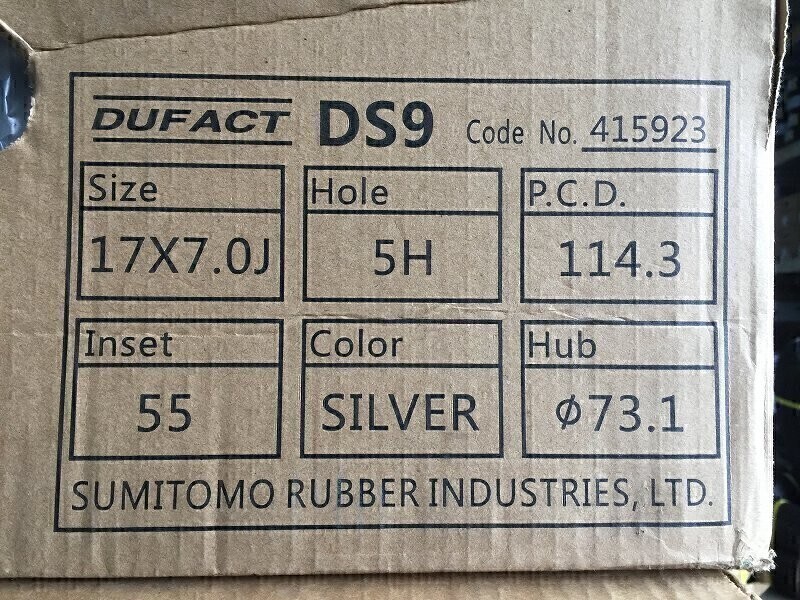 DUFACT DS9 Code No. 415923
Size Hole P.C.D.
17X7.0J 5H 114.3
Inset Color Hub
55 SILVER φ73.1
SUMITOMO RUBBER INDUSTRIES, LTD.